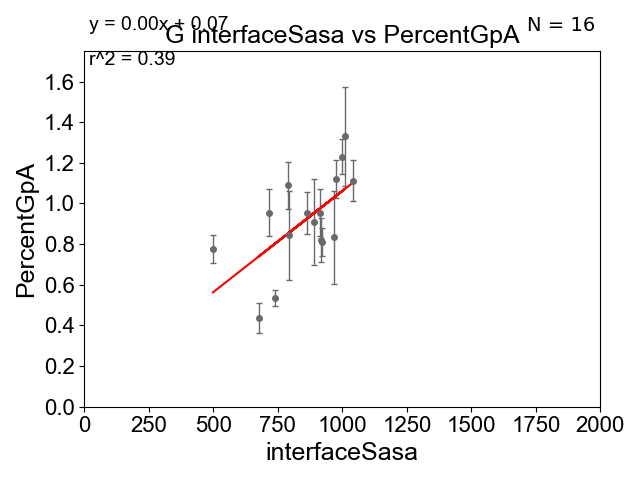 y = 0.00x + 0.07
N = 16
G interfaceSasa vs PercentGpA
r^2 = 0.39
PercentGpA
1.6
1.4
1.2
1.0
0.8
0.6
0.4
0.2
0.0
0 250 500 750 1000 1250 1500 1750 2000
interfaceSasa